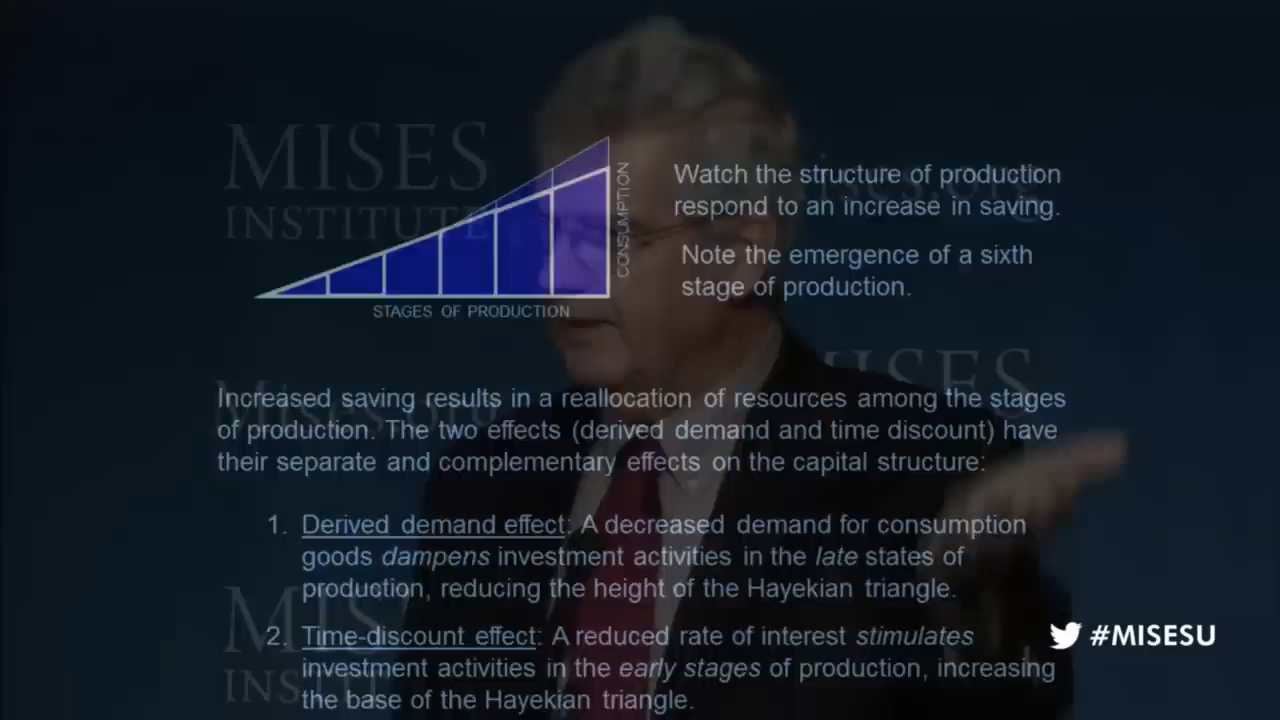 MISES
INSTITUTE
CONSUMPTION
STAGES OF PRODUCTION
Watch the structure of production
respond to an increase in saving.
Note the emergence of a sixth
stage of production.
MISES
Mises.org
Increased saving results in a reallocation of resources among the stages
of production. The two effects (derived demand and time discount) have
their separate and complementary effects on the capital structure:
1. Derived demand effect: A decreased demand for consumption
goods dampens investment activities in the late states of
production, reducing the height of the Hayekian triangle.
2. Time-discount effect: A reduced rate of interest stimulates
investment activities in the early stages of production, increasing
the base of the Hayekian triangle.
#MISESU